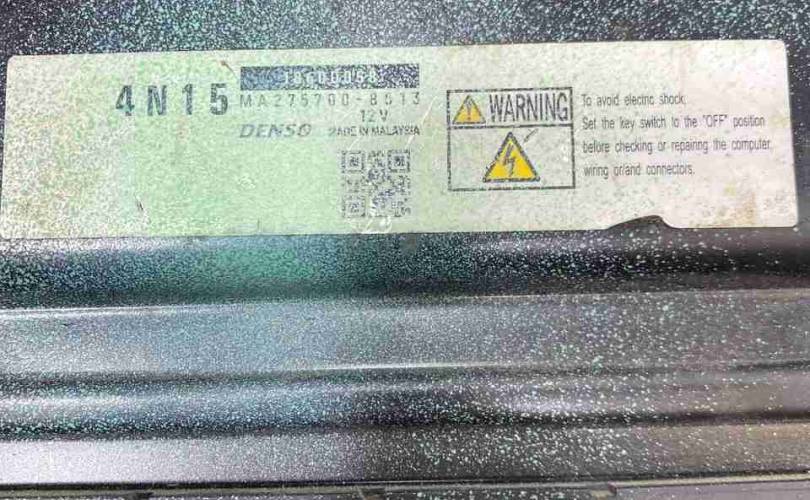 4N15
MA275700-8513
12V
DENSO MADE IN MALAYSIA
WARNING
To avoid electric shock,
Set the key switch to the "OFF" position
before checking or repairing the computer,
wiring or/and connectors.